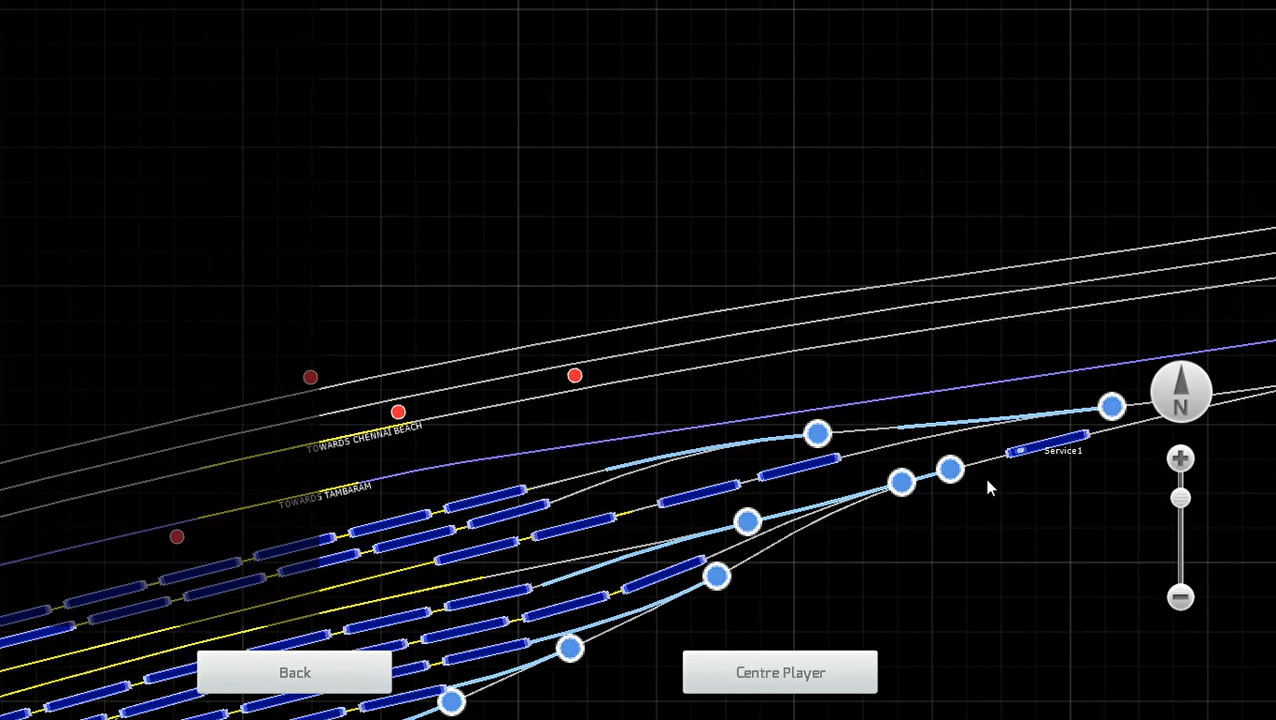 TOWARDS CHENNAI BEACH
N
Service1
TOWARDS TAMBARAM
Back
Centre Player